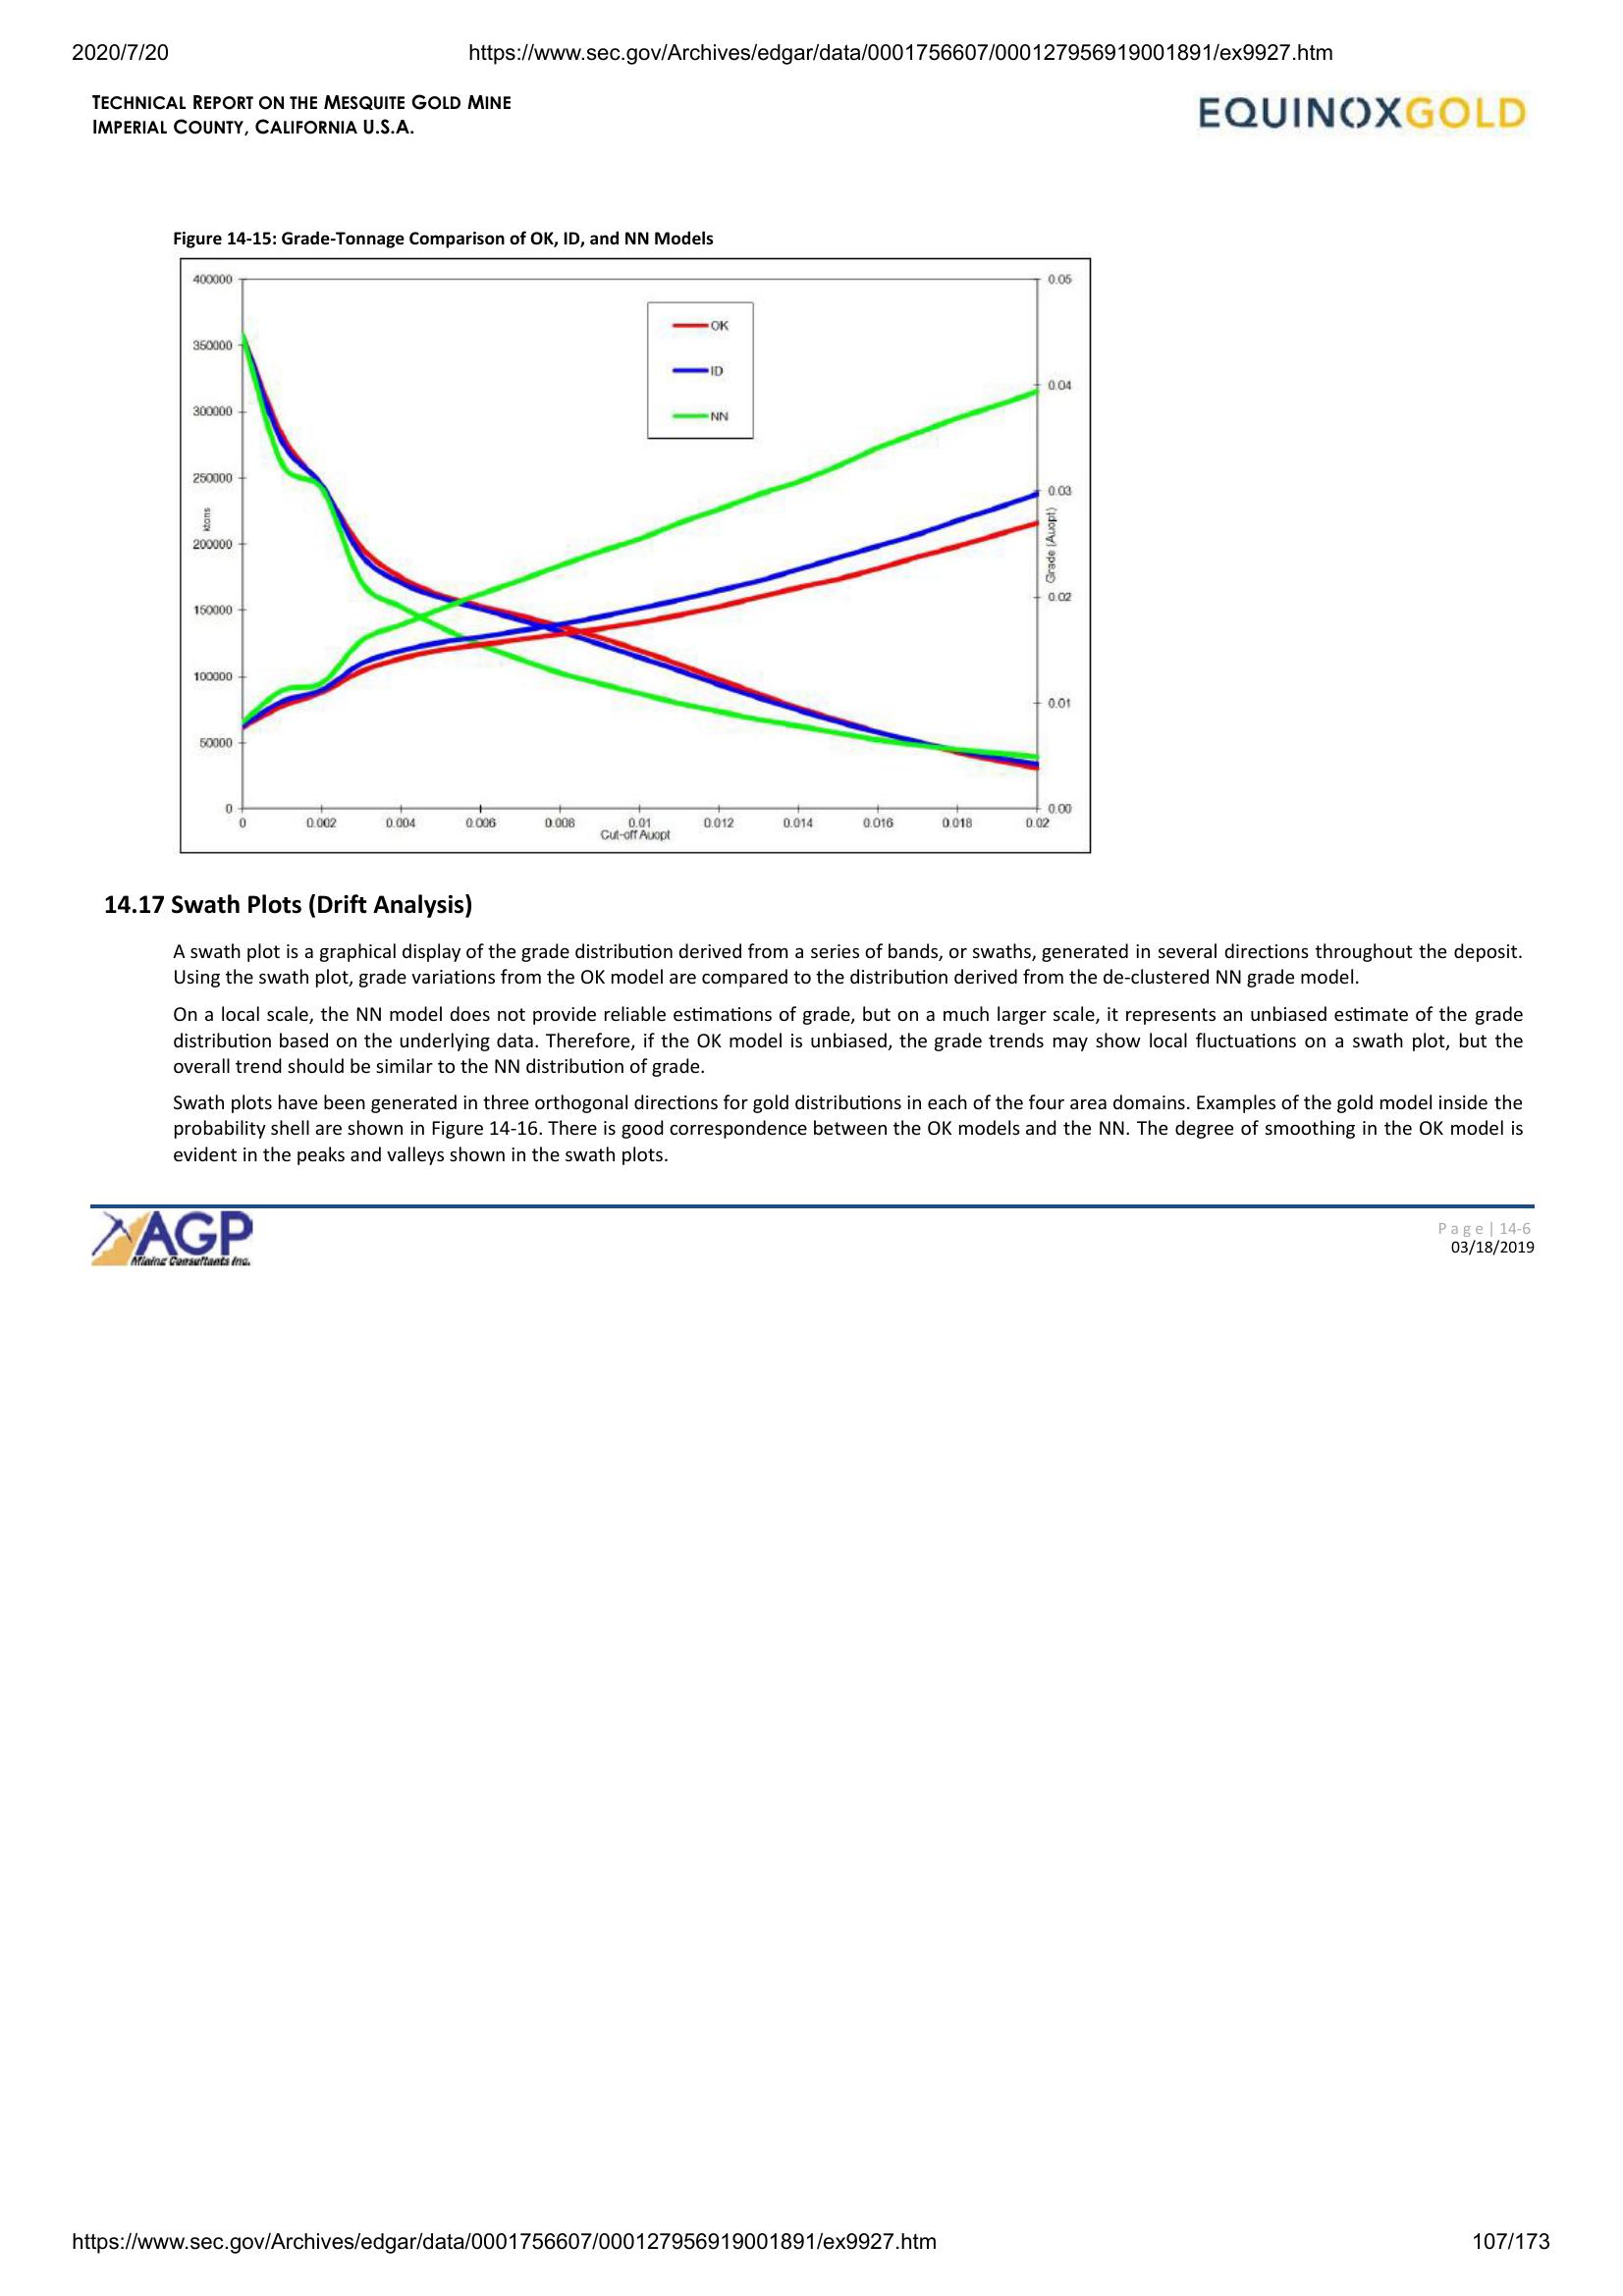 2020/7/20 https://www.sec.gov/Archives/edgar/data/0001756607/000127956919001891/ex9927.htm
TECHNICAL REPORT ON THE MESQUITE GOLD MINE
IMPERIAL COUNTY, CALIFORNIA U.S.A.
EQUINOXGOLD
Figure 14-15: Grade-Tonnage Comparison of OK, ID, and NN Models
400000
350000
300000
250000
200000
150000
100000
50000
0
ktons
OK
ID
NN
0.05
0.04
0.03
0.02
0.01
0.00
Grade (Auopt)
0 0.002 0.004 0.006 0.008 0.01 0.012 0.014 0.016 0.018 0.02
Cut-off Auopt
14.17 Swath Plots (Drift Analysis)
A swath plot is a graphical display of the grade distribution derived from a series of bands, or swaths, generated in several directions throughout the deposit.
Using the swath plot, grade variations from the OK model are compared to the distribution derived from the de-clustered NN grade model.
On a local scale, the NN model does not provide reliable estimations of grade, but on a much larger scale, it represents an unbiased estimate of the grade
distribution based on the underlying data. Therefore, if the OK model is unbiased, the grade trends may show local fluctuations on a swath plot, but the
overall trend should be similar to the NN distribution of grade.
Swath plots have been generated in three orthogonal directions for gold distributions in each of the four area domains. Examples of the gold model inside the
probability shell are shown in Figure 14-16. There is good correspondence between the OK models and the NN. The degree of smoothing in the OK model is
evident in the peaks and valleys shown in the swath plots.
AGP
Mining Consultants Inc.
Page | 14-6
03/18/2019
https://www.sec.gov/Archives/edgar/data/0001756607/000127956919001891/ex9927.htm 107/173